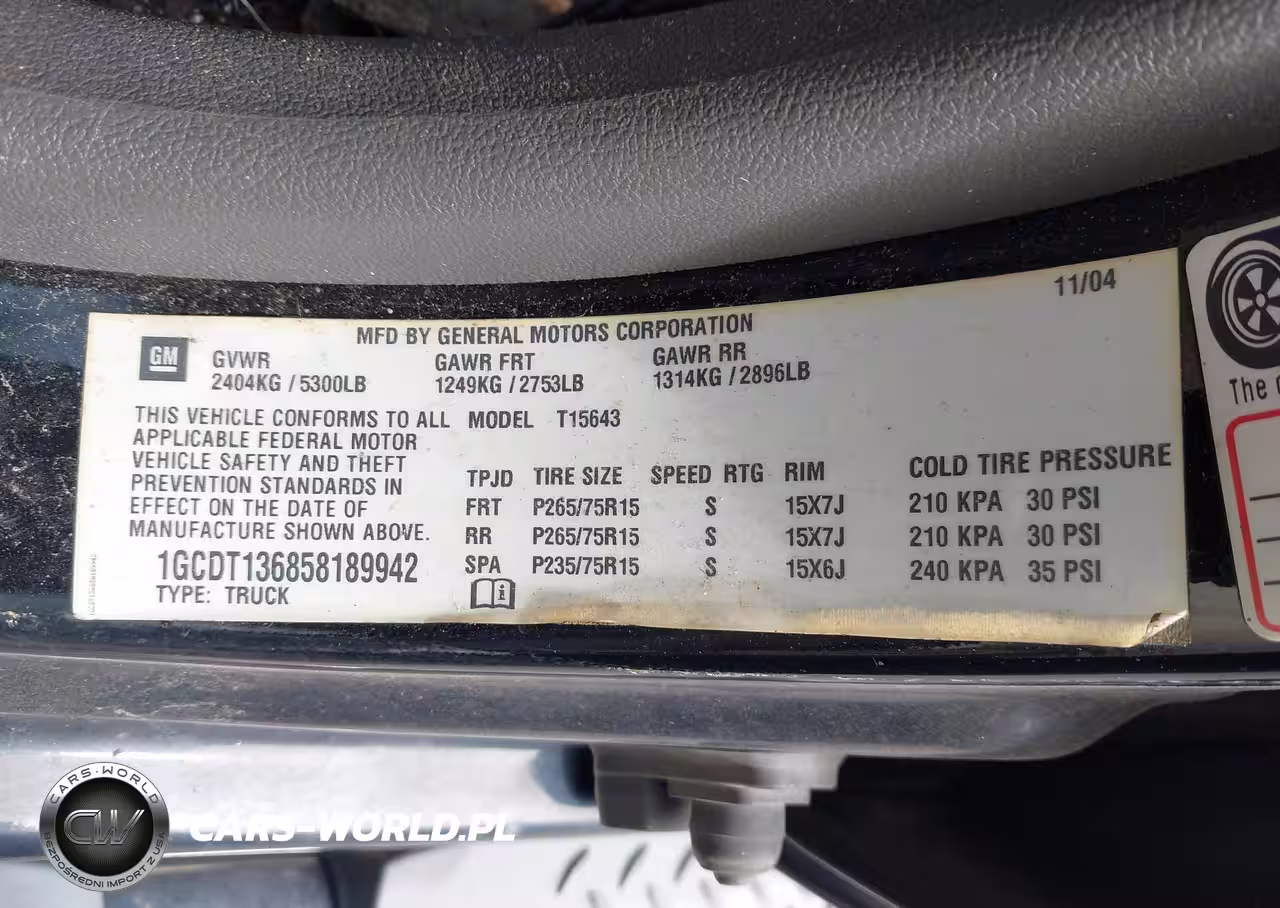 11/04
MFD BY GENERAL MOTORS CORPORATION
GM
GVWR GAWR FRT GAWR RR
2404KG / 5300LB 1249KG / 2753LB 1314KG / 2896LB
THIS VEHICLE CONFORMS TO ALL
APPLICABLE FEDERAL MOTOR
VEHICLE SAFETY AND THEFT
PREVENTION STANDARDS IN
EFFECT ON THE DATE OF
MANUFACTURE SHOWN ABOVE.
1GCDT136858189942
TYPE: TRUCK
MODEL T15643
TPJD TIRE SIZE SPEED RTG RIM COLD TIRE PRESSURE
FRT P265/75R15 S 15X7J 210 KPA 30 PSI
RR P265/75R15 S 15X7J 210 KPA 30 PSI
SPA P235/75R15 S 15X6J 240 KPA 35 PSI
i
The
CARS-WORLD
CW
BEZPOŚREDNI IMPORT Z USA
CARS-WORLD.PL